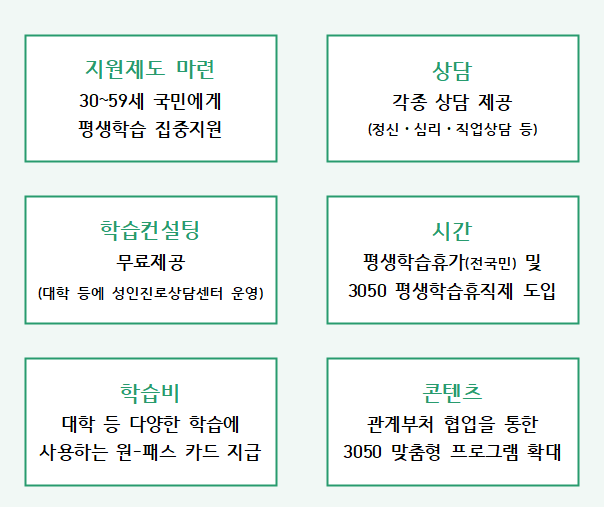 지원제도 마련
30~59세 국민에게
평생학습 집중지원
상담
각종 상담 제공
(정신·심리·직업상담 등)
학습컨설팅
무료제공
(대학 등에 성인진로상담센터 운영)
시간
평생학습휴가(전국민) 및
3050 평생학습휴직제 도입
학습비
대학 등 다양한 학습에
사용하는 원-패스 카드 지급
콘텐츠
관계부처 협업을 통한
3050 맞춤형 프로그램 확대